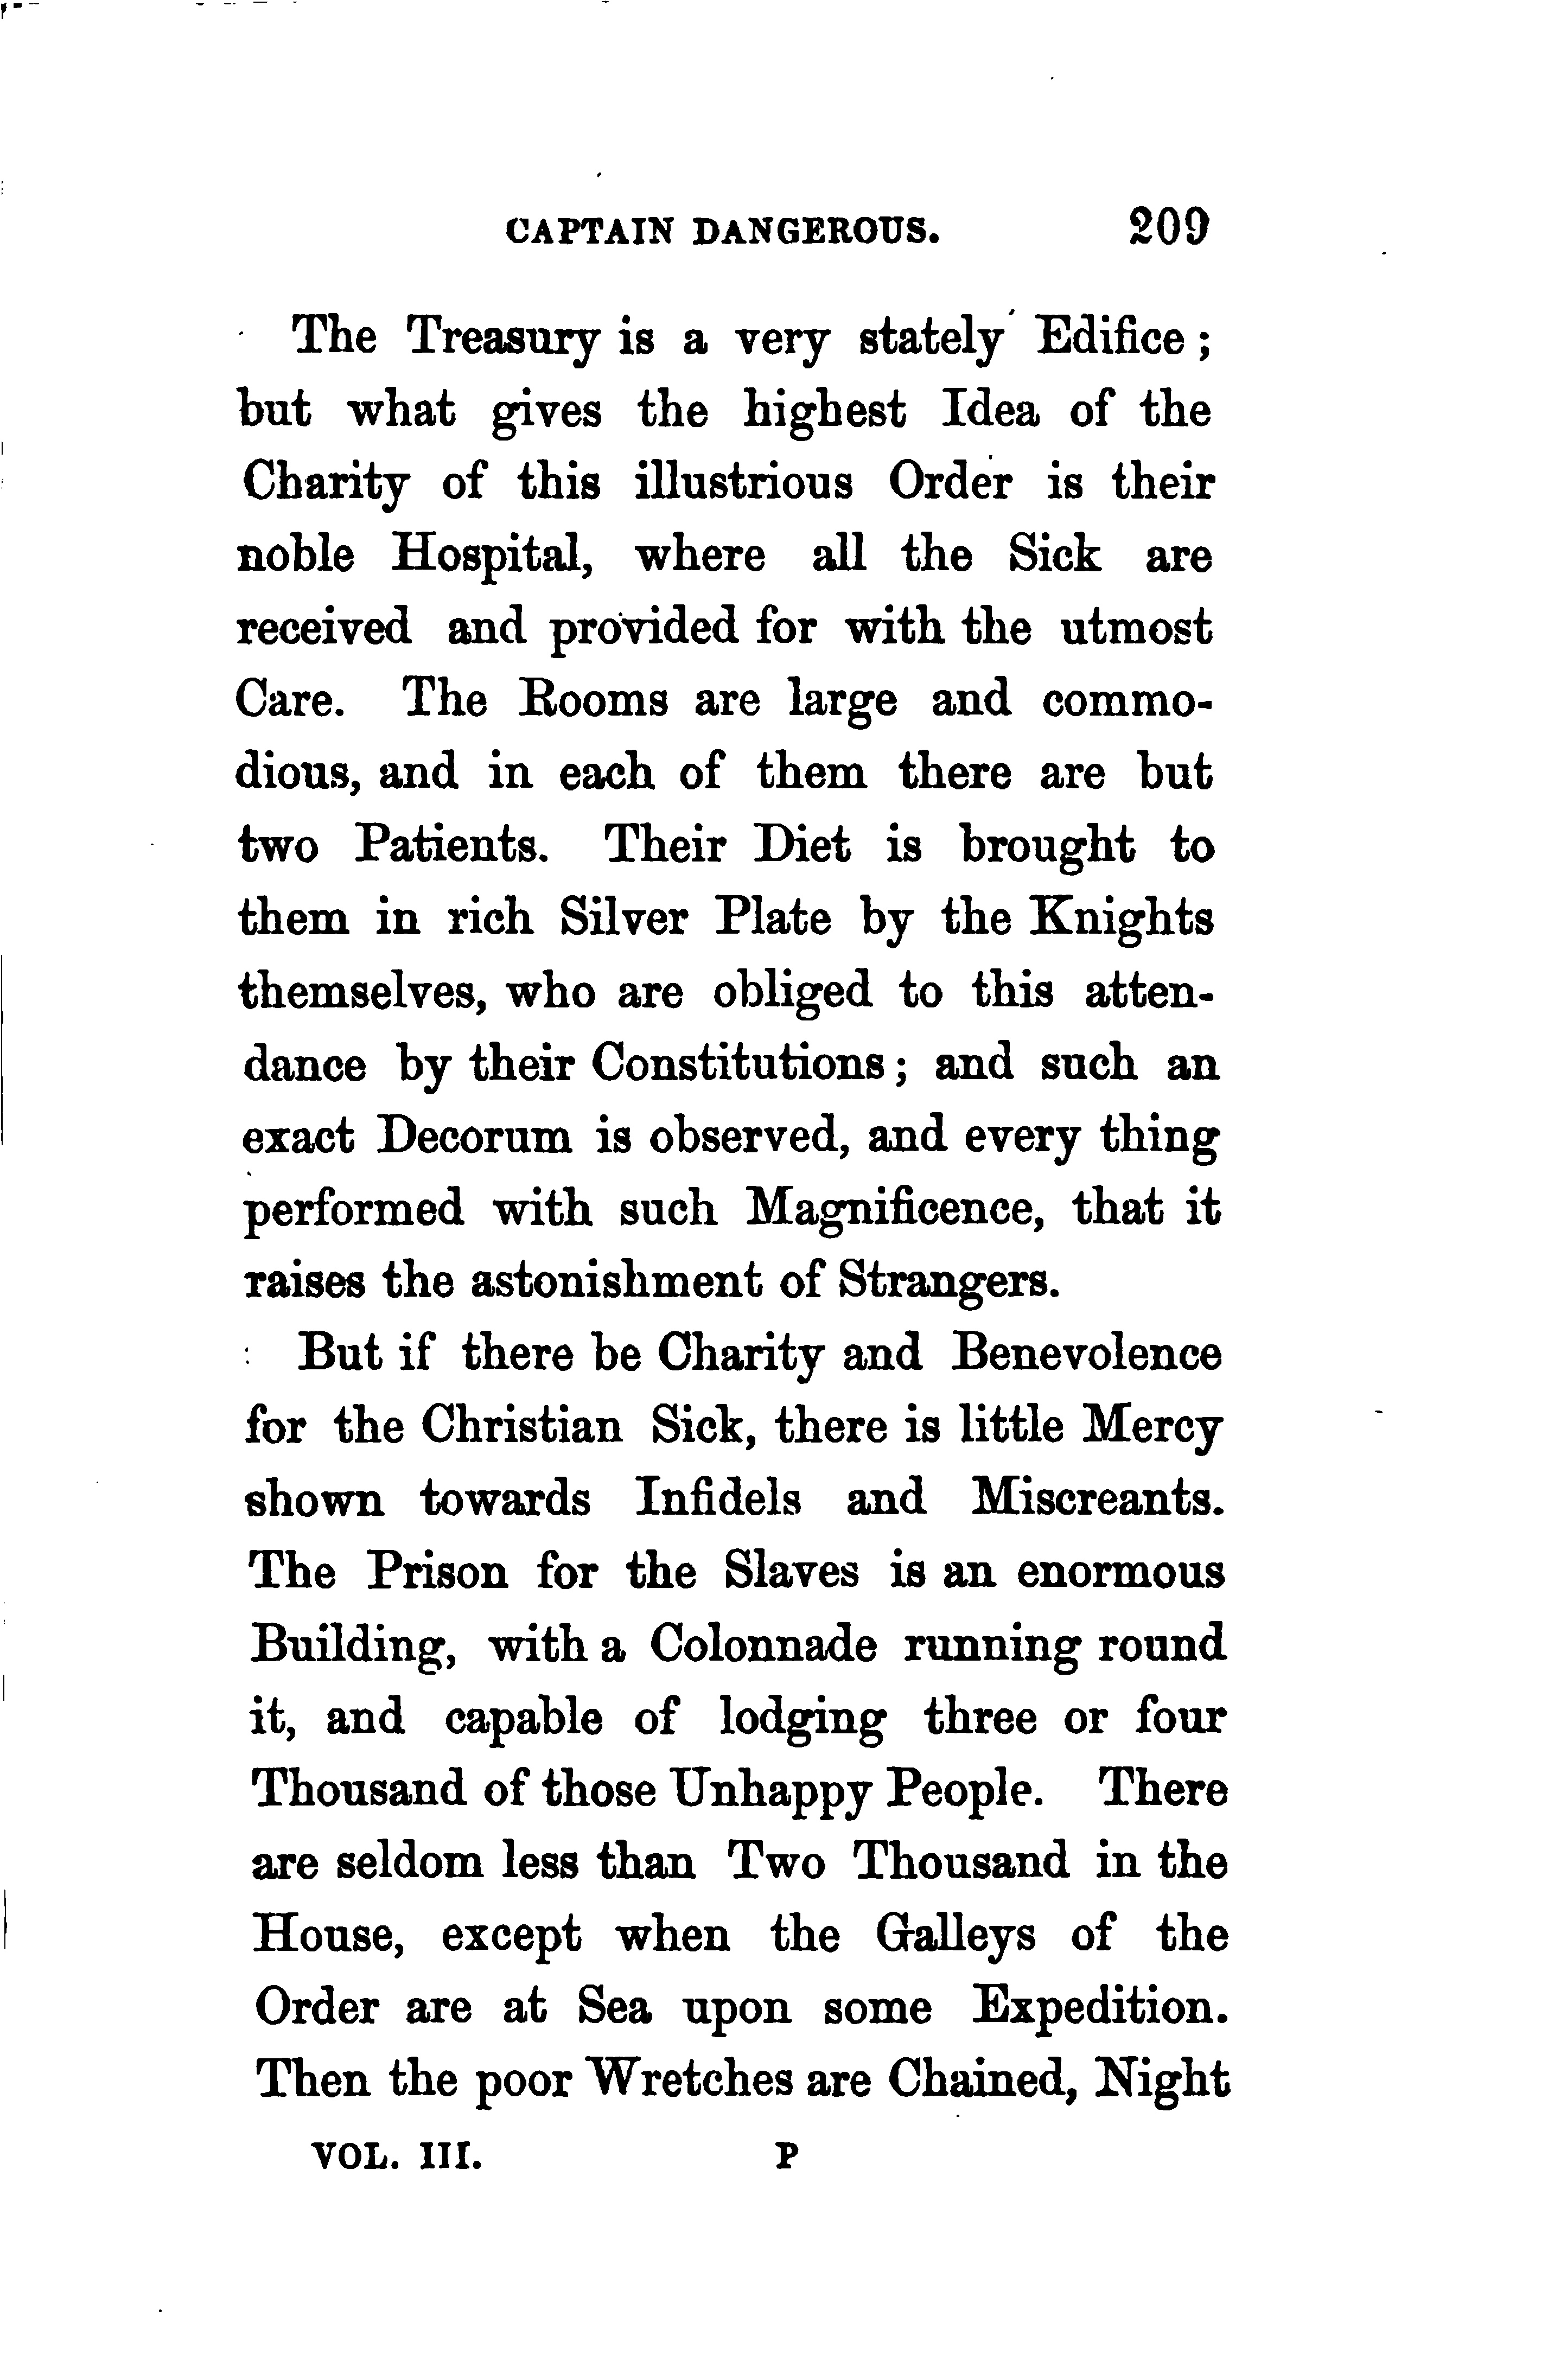 CAPTAIN DANGEROUS. 209
The Treasury is a very stately Edifice;
but what gives the highest Idea of the
Charity of this illustrious Order is their
noble Hospital, where all the Sick are
received and provided for with the utmost
Care. The Rooms are large and commo-
dious, and in each of them there are but
two Patients. Their Diet is brought to
them in rich Silver Plate by the Knights
themselves, who are obliged to this atten-
dance by their Constitutions; and such an
exact Decorum is observed, and every thing
performed with such Magnificence, that it
raises the astonishment of Strangers.
But if there be Charity and Benevolence
for the Christian Sick, there is little Mercy
shown towards Infidels and Miscreants.
The Prison for the Slaves is an enormous
Building, with a Colonnade running round
it, and capable of lodging three or four
Thousand of those Unhappy People. There
are seldom less than Two Thousand in the
House, except when the Galleys of the
Order are at Sea upon some Expedition.
Then the poor Wretches are Chained, Night
VOL. III. P